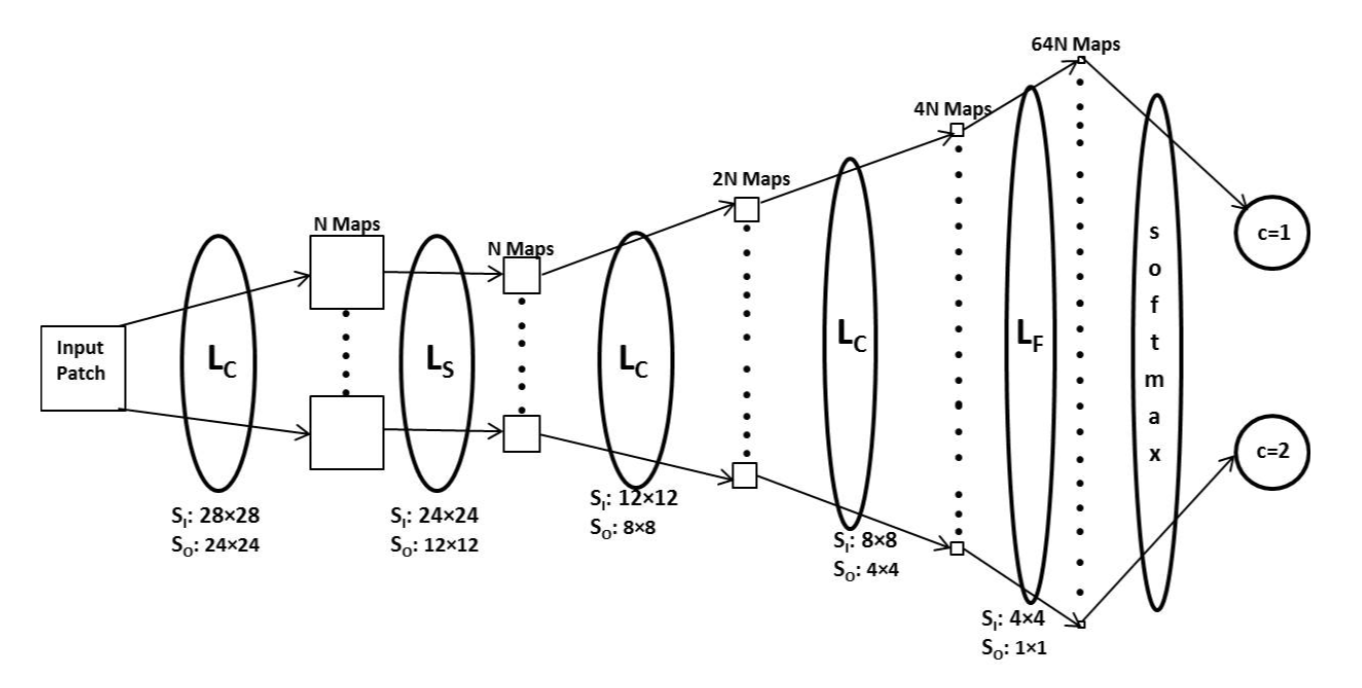 Input
Patch
L_C
S_I: 28×28
S_O: 24×24
N Maps
L_S
S_I: 24×24
S_O: 12×12
N Maps
L_C
S_I: 12×12
S_O: 8×8
2N Maps
L_C
S_I: 8×8
S_O: 4×4
4N Maps
L_F
S_I: 4×4
S_O: 1×1
64N Maps
softmax
c=1
c=2